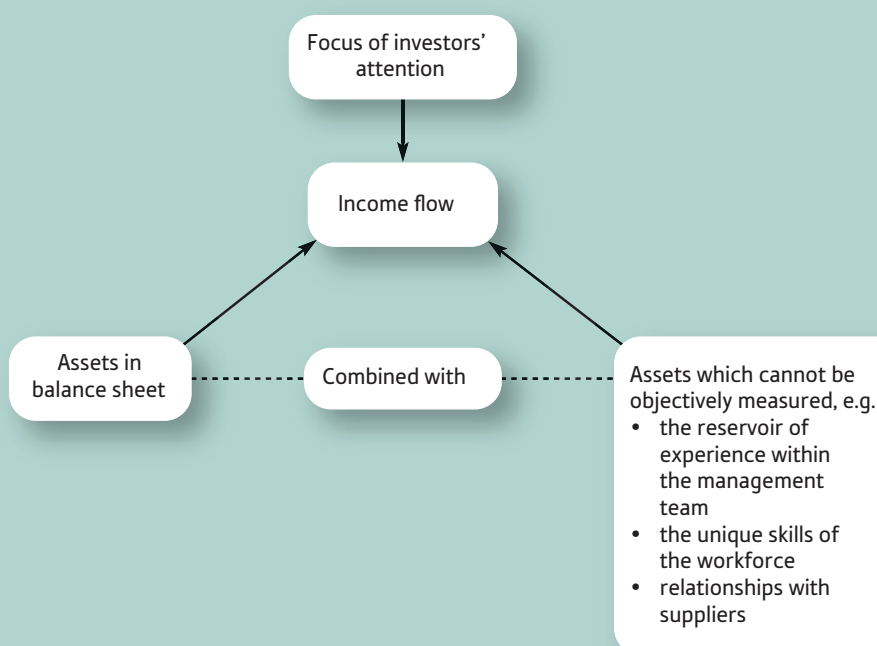 Focus of investors’
attention
Income flow
Assets in
balance sheet
Combined with
Assets which cannot be
objectively measured, e.g.
• the reservoir of
experience within
the management
team
• the unique skills of
the workforce
• relationships with
suppliers